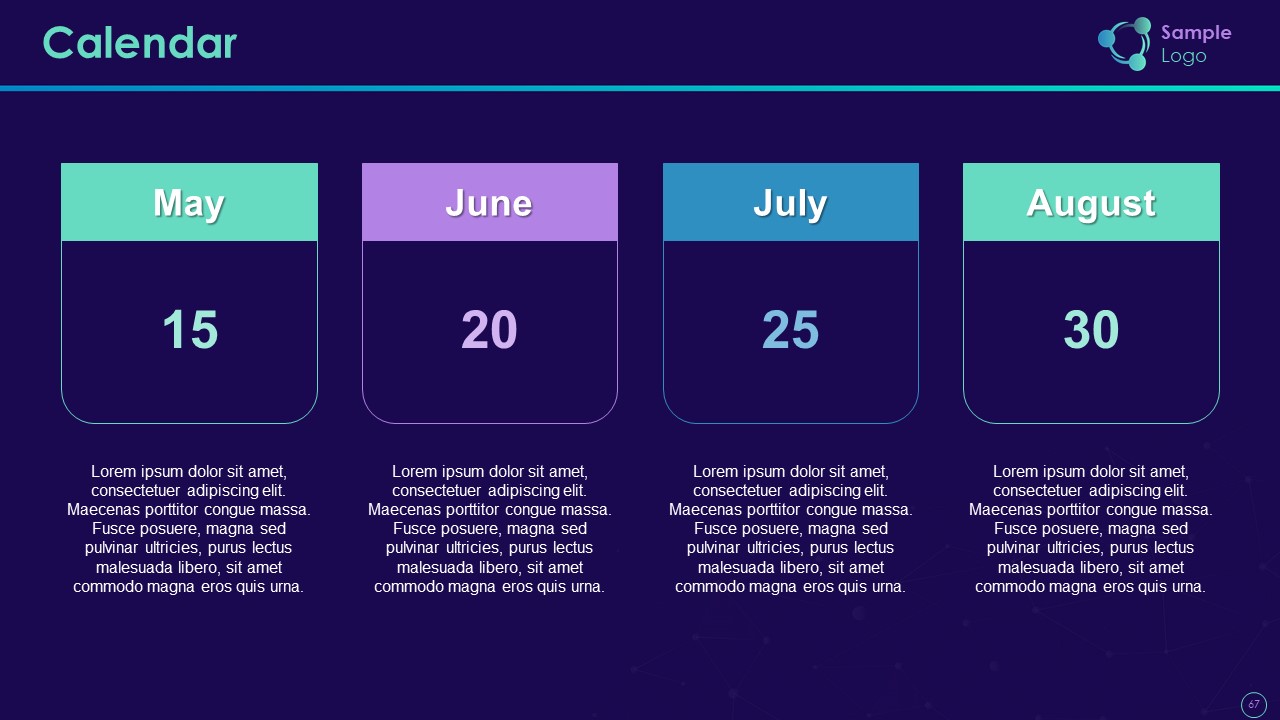 Calendar
Sample
Logo
May
15
Lorem ipsum dolor sit amet,
consectetuer adipiscing elit.
Maecenas porttitor congue massa.
Fusce posuere, magna sed
pulvinar ultricies, purus lectus
malesuada libero, sit amet
commodo magna eros quis urna.
June
20
Lorem ipsum dolor sit amet,
consectetuer adipiscing elit.
Maecenas porttitor congue massa.
Fusce posuere, magna sed
pulvinar ultricies, purus lectus
malesuada libero, sit amet
commodo magna eros quis urna.
July
25
Lorem ipsum dolor sit amet,
consectetuer adipiscing elit.
Maecenas porttitor congue massa.
Fusce posuere, magna sed
pulvinar ultricies, purus lectus
malesuada libero, sit amet
commodo magna eros quis urna.
August
30
Lorem ipsum dolor sit amet,
consectetuer adipiscing elit.
Maecenas porttitor congue massa.
Fusce posuere, magna sed
pulvinar ultricies, purus lectus
malesuada libero, sit amet
commodo magna eros quis urna.
67